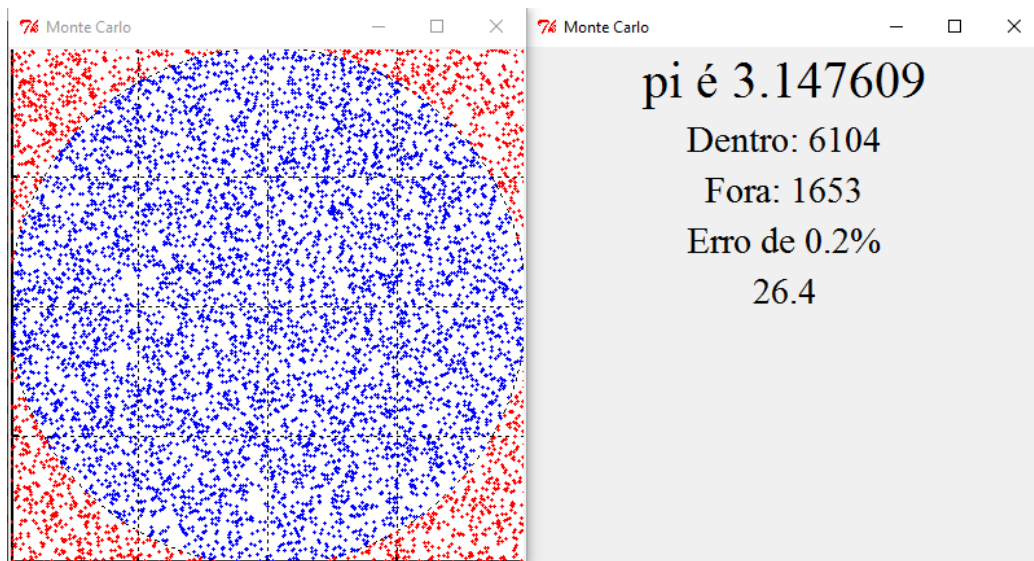 Monte Carlo
Monte Carlo
pi é 3.147609
Dentro: 6104
Fora: 1653
Erro de 0.2%
26.4